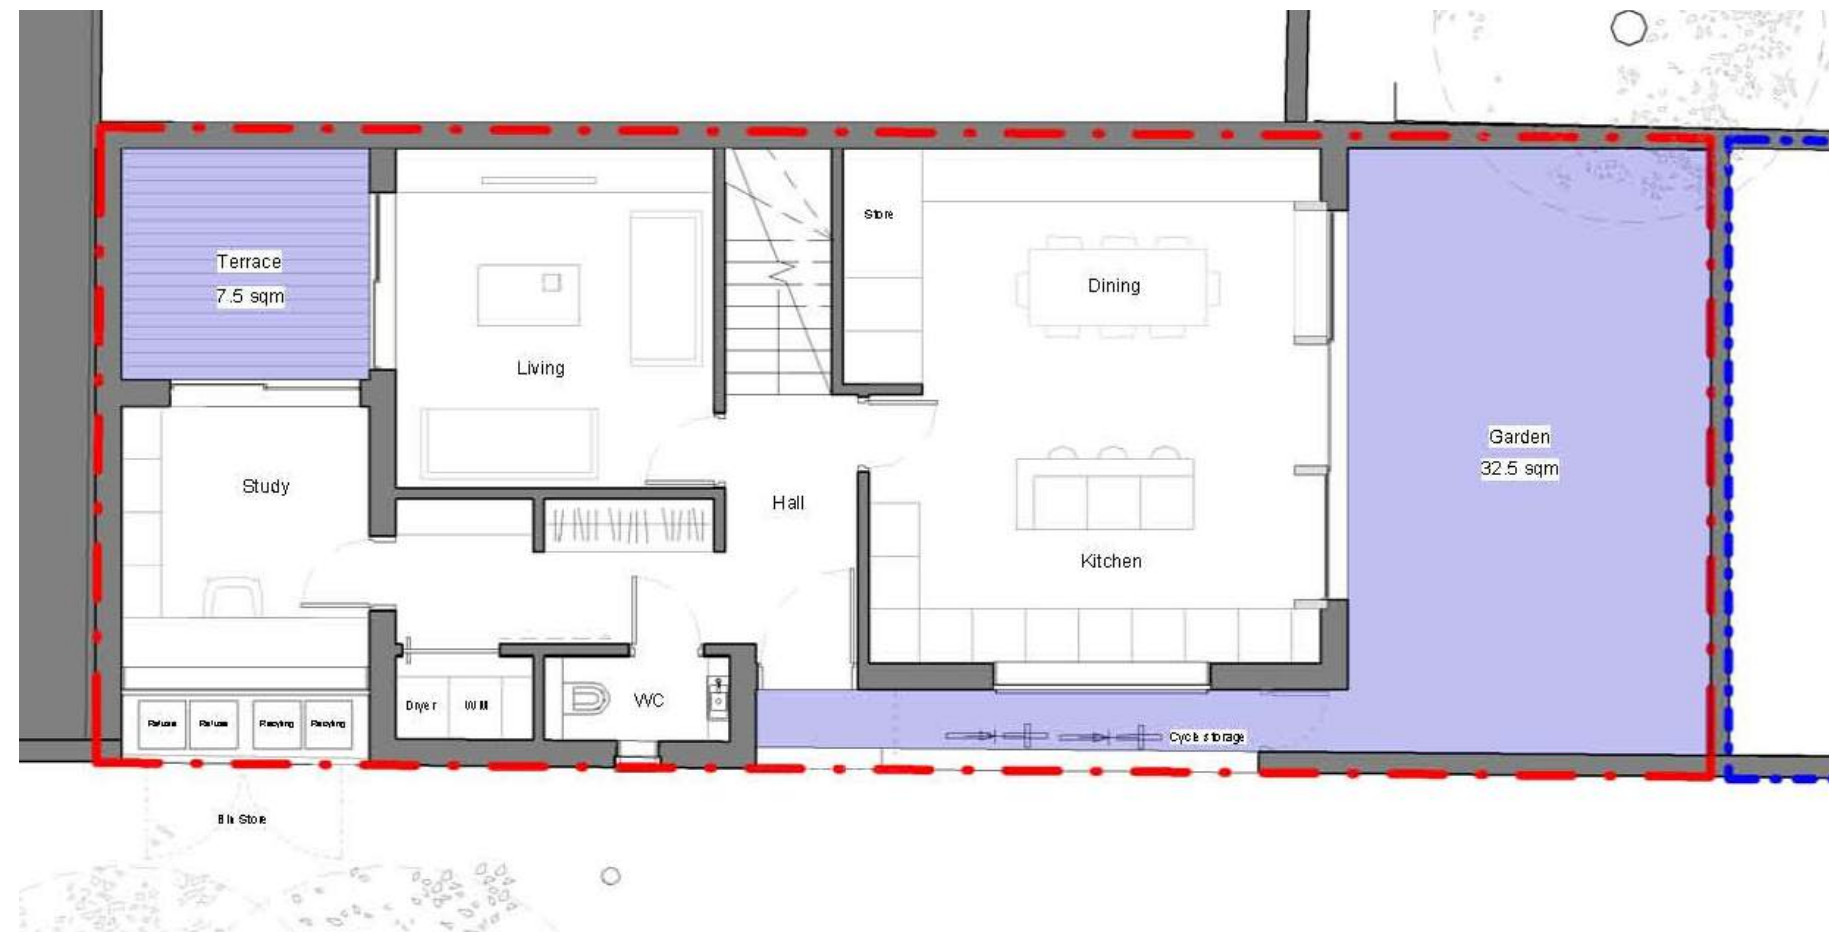 Terrace
7.5 sqm
Store
Dining
Living
Garden
32.5 sqm
Study
Hall
Kitchen
Dryer
WM
WC
Refuse
Refuse
Recycling
Recycling
Cycle storage
Bin Store